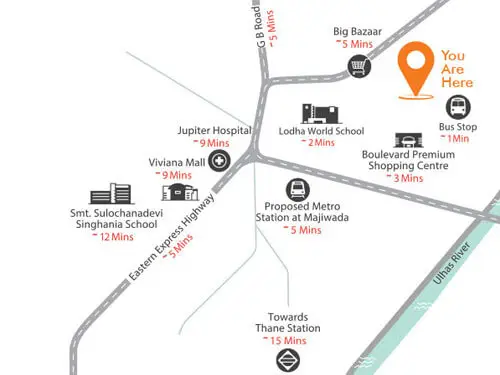 G B Road
~ 5 Mins
Big Bazaar
~ 5 Mins
You
Are
Here
Bus Stop
~ 1Min
Lodha World School
~ 2 Mins
Boulevard Premium
Shopping Centre
~ 3 Mins
Jupiter Hospital
~ 9 Mins
Viviana Mall
~ 9 Mins
Smt. Sulochanadevi
Singhania School
~ 12 Mins
Eastern Express Highway
~ 5 Mins
Proposed Metro
Station at Majiwada
~ 5 Mins
Ulhas River
Towards
Thane Station
~ 15 Mins